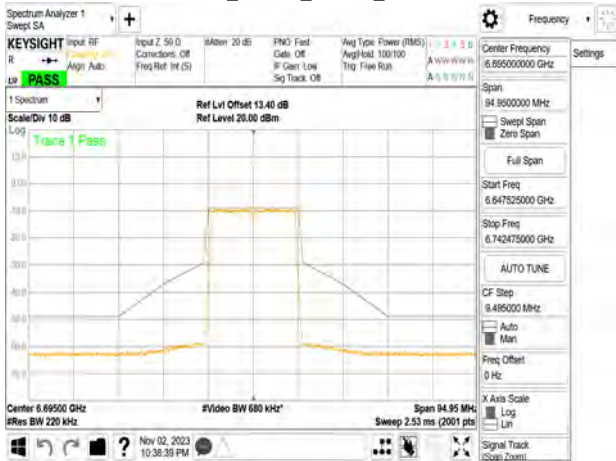 Spectrum Analyzer 1
Swept SA
+
Frequency
KEYSIGHT
R
PASS
Input: RF
Align: Auto
Input Z: 50 Ω
Corrections: Off
Freq Ref: Int (S)
#Atten: 20 dB
PNO: Fast
Gate: Off
IF Gain: Low
Sig Track: Off
Avg Type: Power (RMS)
Avg|Hold: 100/100
Trig: Free Run
Settings
1 Spectrum
Scale/Div 10 dB
Log
Ref Lvl Offset 13.40 dB
Ref Level 20.00 dBm
Trace 1 Pass
Center 6.69500 GHz
#Res BW 220 kHz
#Video BW 680 kHz*
Span 94.95 MHz
Sweep 2.53 ms (2001 pts)
Nov 02, 2023
10:38:39 PM
Center Frequency
6.695000000 GHz
Span
94.9500000 MHz
Swept Span
Zero Span
Full Span
Start Freq
6.647525000 GHz
Stop Freq
6.742475000 GHz
AUTO TUNE
CF Step
9.495000 MHz
Auto
Man
Freq Offset
0 Hz
X Axis Scale
Log
Lin
Signal Track
(Span Zoom)